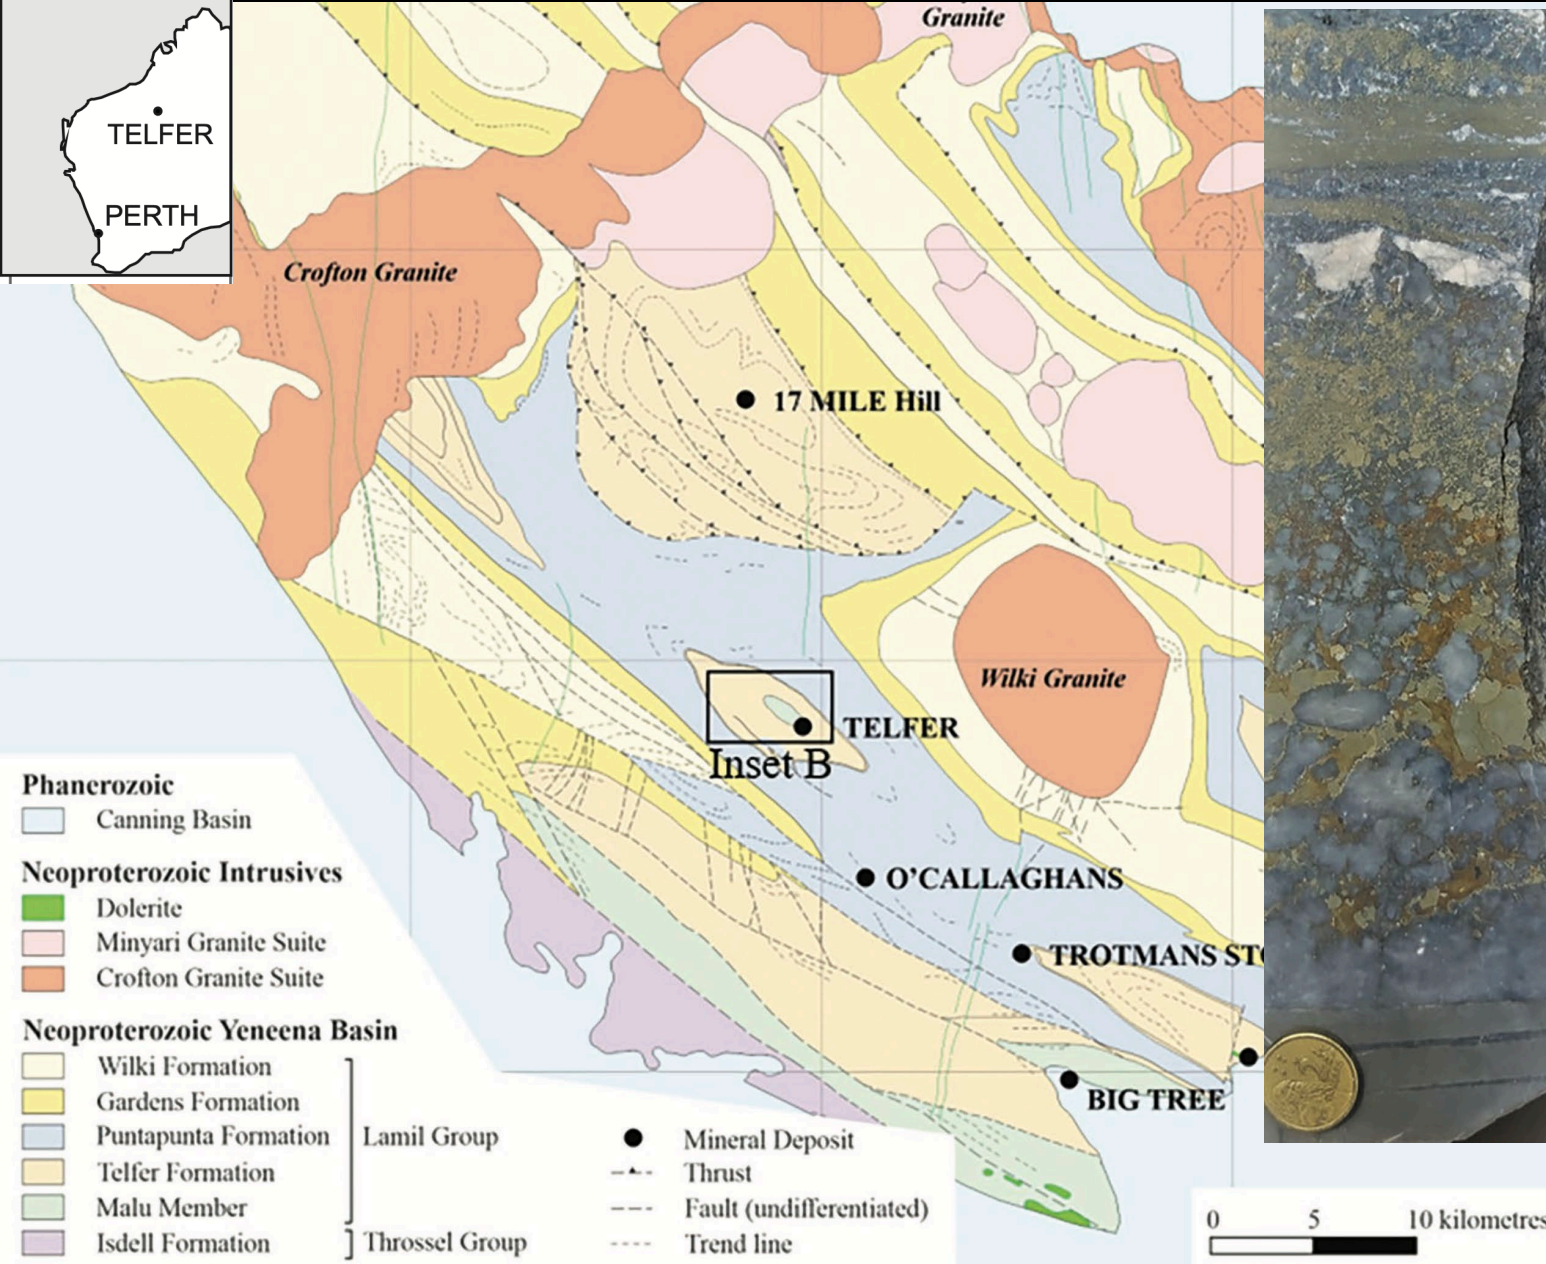 TELFER
PERTH
Granite
Crofton Granite
17 MILE Hill
Wilki Granite
TELFER
Inset B
O'CALLAGHANS
TROTMANS STO
BIG TREE
Phanerozoic
Canning Basin
Neoproterozoic Intrusives
Dolerite
Minyari Granite Suite
Crofton Granite Suite
Neoproterozoic Yeneena Basin
Wilki Formation
Gardens Formation
Puntapunta Formation
Telfer Formation
Malu Member
Isdell Formation
Lamil Group
Throssel Group
Mineral Deposit
Thrust
Fault (undifferentiated)
Trend line
0 5 10 kilometres